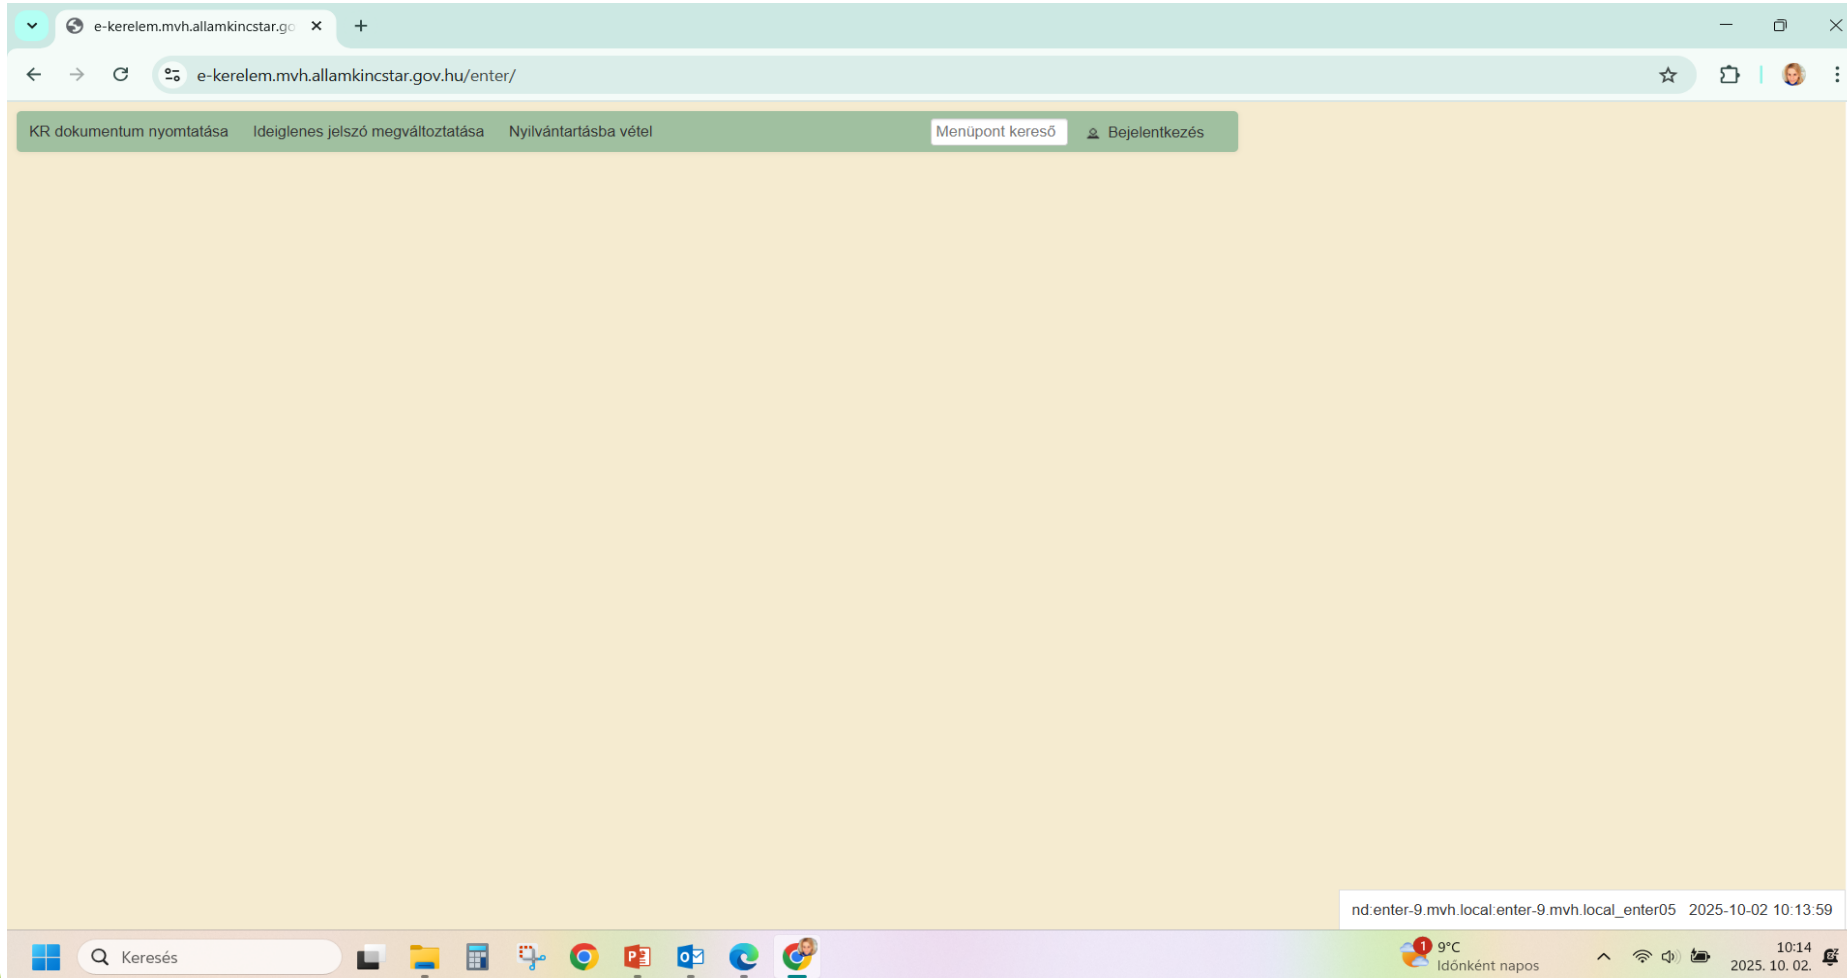 e-kerelem.mvh.allamkincstar.go
e-kerelem.mvh.allamkincstar.gov.hu/enter/
KR dokumentum nyomtatása Ideiglenes jelszó megváltoztatása Nyilvántartásba vétel Menüpont kereső Bejelentkezés
nd:enter-9.mvh.local:enter-9.mvh.local_enter05 2025-10-02 10:13:59
Keresés
1
9°C
Időnként napos
10:14
2025. 10. 02.